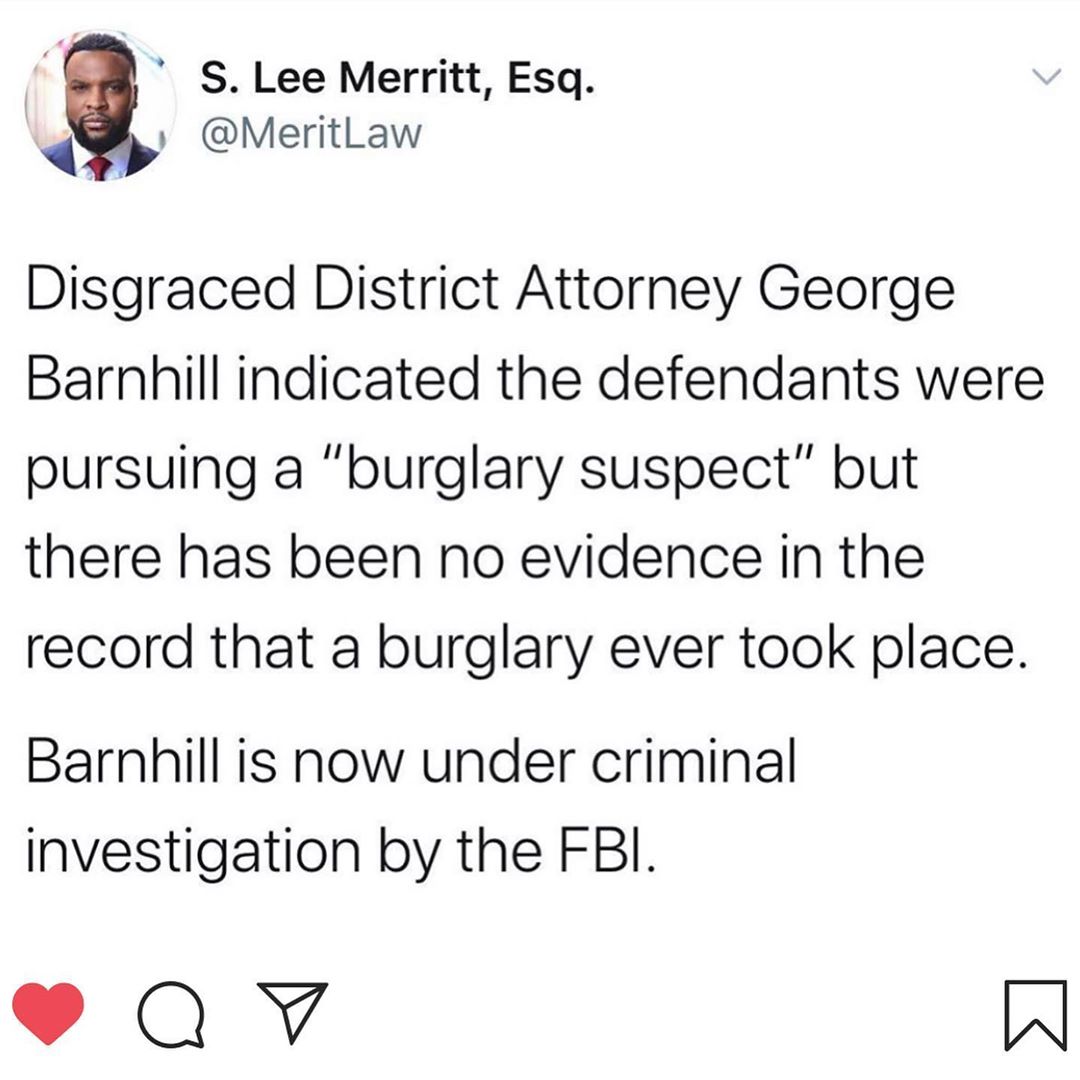 S. Lee Merritt, Esq.
@MeritLaw
Disgraced District Attorney George
Barnhill indicated the defendants were
pursuing a "burglary suspect" but
there has been no evidence in the
record that a burglary ever took place.
Barnhill is now under criminal
investigation by the FBI.